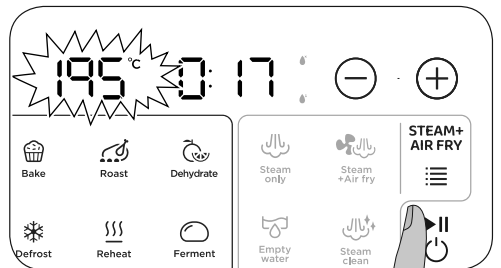 195 °C 0:17
STEAM+
AIR FRY
Bake Roast Dehydrate
Steam
only
Steam
+Air fry
Defrost Reheat Ferment
Empty
water
Steam
clean